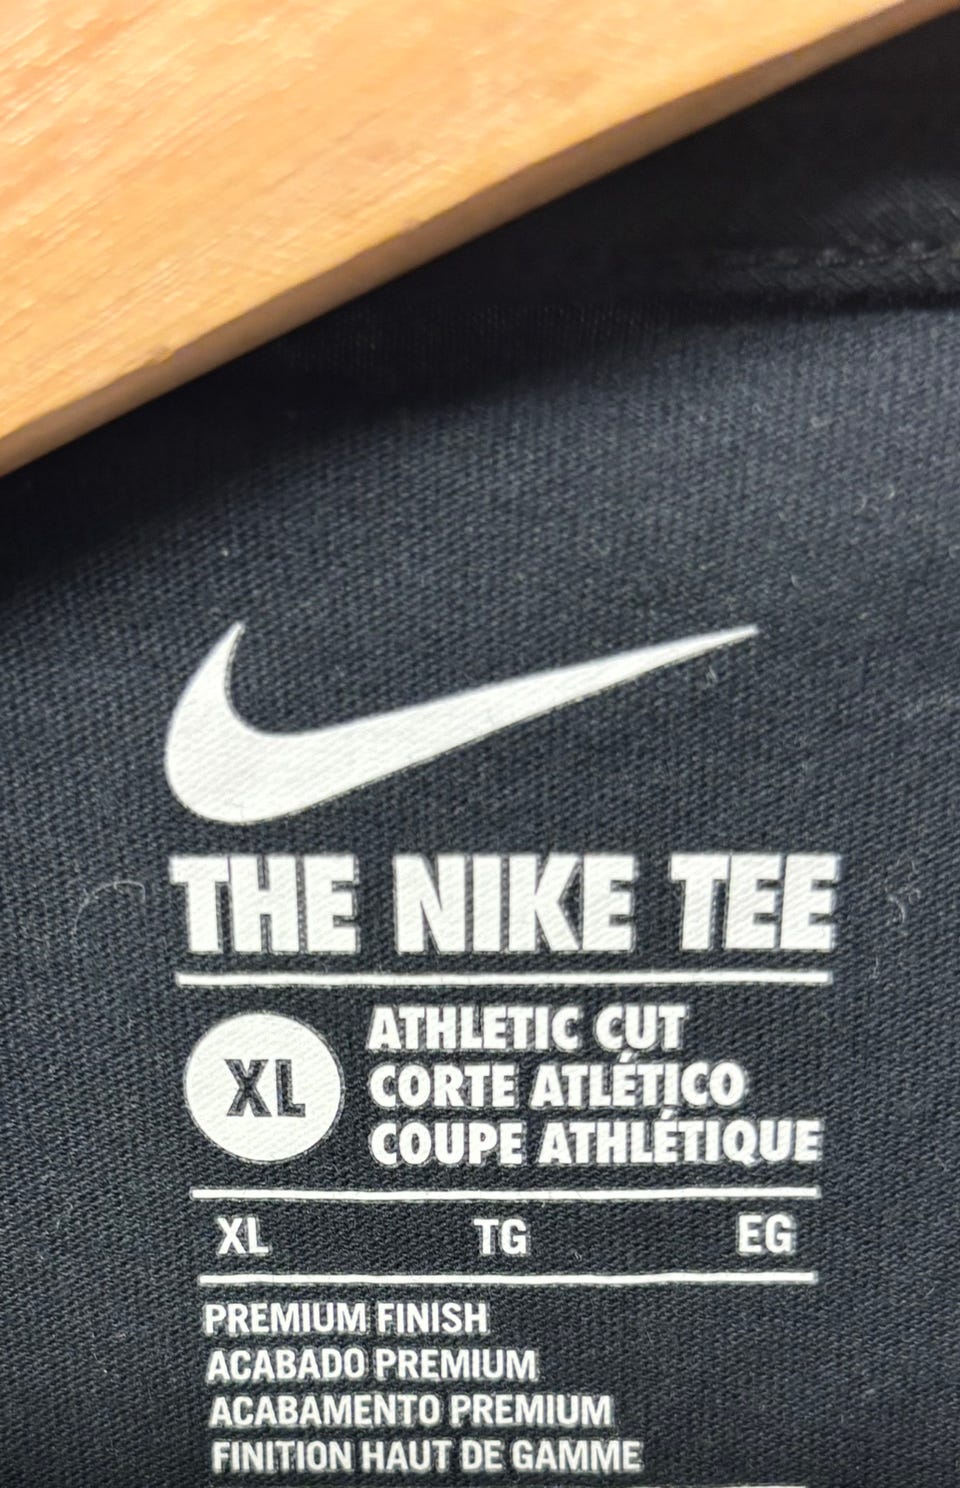 THE NIKE TEE
XL
ATHLETIC CUT
CORTE ATLÉTICO
COUPE ATHLÉTIQUE
XL TG EG
PREMIUM FINISH
ACABADO PREMIUM
ACABAMENTO PREMIUM
FINITION HAUT DE GAMME